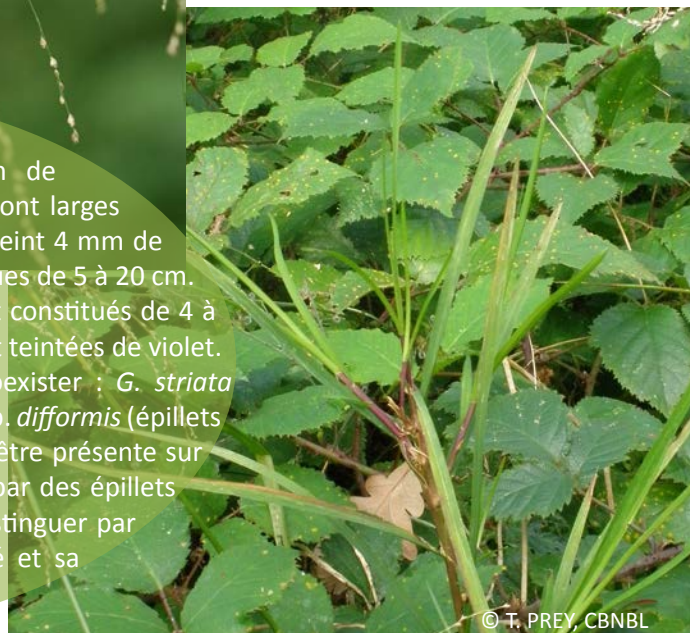 de
ont larges
eint 4 mm de
ues de 5 à 20 cm.
constitués de 4 à
teintées de violet.
oexister : G. striata
. difformis (épillets
être présente sur
par des épillets
tinguer par
et sa
© T. PREY, CBNBL